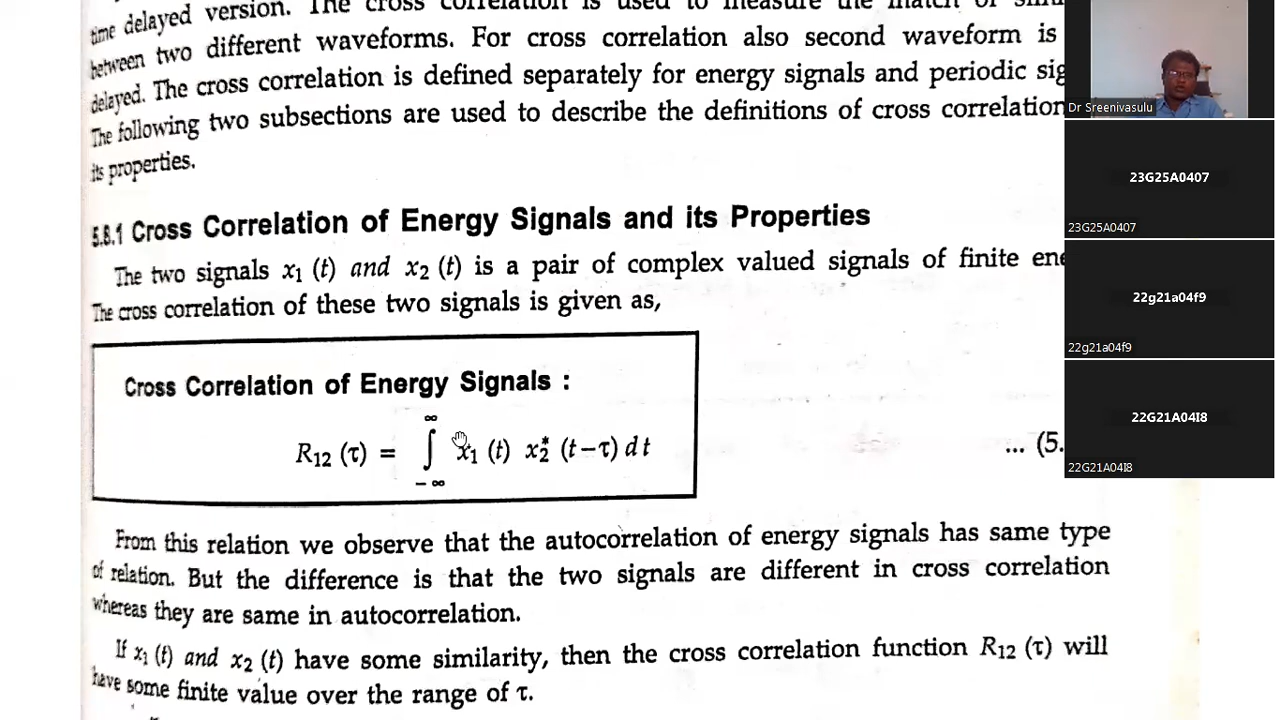 time delayed version. The cross correlation is used to measure the match or
between two different waveforms. For cross correlation also second waveform is
delayed. The cross correlation is defined separately for energy signals and periodic sig
The following two subsections are used to describe the definitions of cross correlation
its properties.
5.8.1 Cross Correlation of Energy Signals and its Properties
The two signals x₁ (t) and x₂ (t) is a pair of complex valued signals of finite ene
The cross correlation of these two signals is given as,
Cross Correlation of Energy Signals :
R₁₂ (τ) = ∫_{-∞}^{∞} x₁ (t) x₂* (t−τ) dt
... (5.
From this relation we observe that the autocorrelation of energy signals has same type
of relation. But the difference is that the two signals are different in cross correlation
whereas they are same in autocorrelation.
If x₁ (t) and x₂ (t) have some similarity, then the cross correlation function R₁₂ (τ) will
have some finite value over the range of τ.
Dr Sreenivasulu
23G25A0407
23G25A0407
22g21a04f9
22g21a04f9
22G21A04I8
22G21A04I8